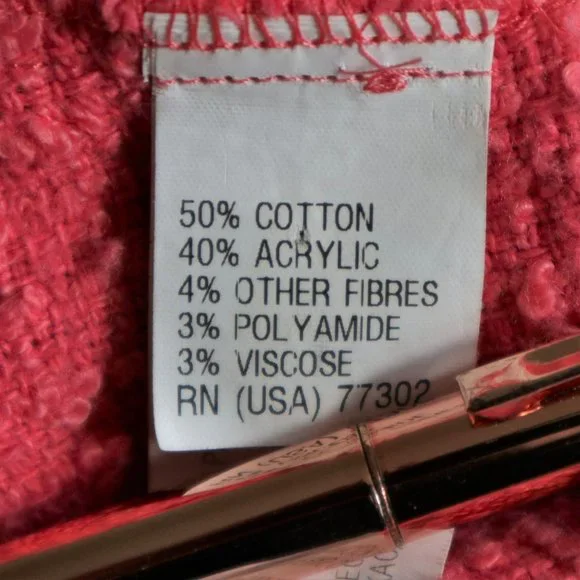 50% COTTON
40% ACRYLIC
4% OTHER FIBRES
3% POLYAMIDE
3% VISCOSE
RN (USA) 77302